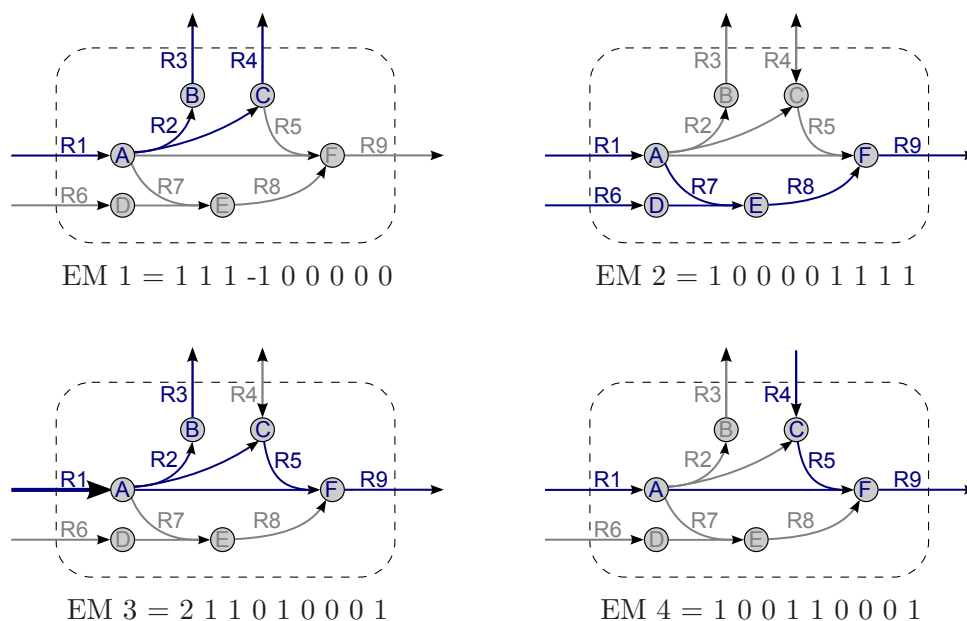 R3 R4
B C
R2 R5
R1 A F R9
R7 R8
R6 D E
EM 1 = 1 1 1 -1 0 0 0 0 0
R3 R4
B C
R2 R5
R1 A F R9
R7 R8
R6 D E
EM 2 = 1 0 0 0 0 1 1 1 1
R3 R4
B C
R2 R5
R1 A F R9
R7 R8
R6 D E
EM 3 = 2 1 1 0 1 0 0 0 1
R3 R4
B C
R2 R5
R1 A F R9
R7 R8
R6 D E
EM 4 = 1 0 0 1 1 0 0 0 1